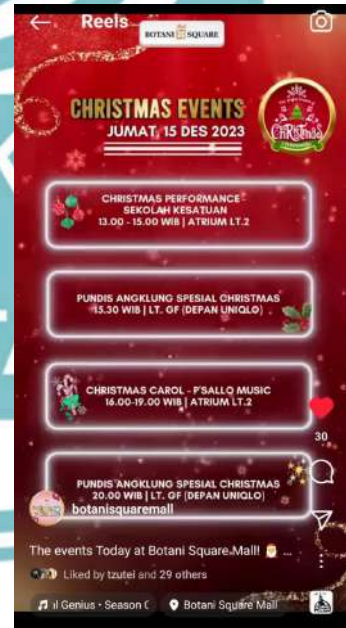 Reels
BOTANI SQUARE
CHRISTMAS EVENTS
JUMAT, 15 DES 2023
CHRISTMAS
CHRISTMAS PERFORMANCE -
SEKOLAH KESATUAN
13.00 - 15.00 WIB | ATRIUM LT.2
PUNDIS ANGKLUNG SPESIAL CHRISTMAS
15.30 WIB | LT. GF (DEPAN UNIQLO)
CHRISTMAS CAROL - P'SALLO MUSIC
16.00-19.00 WIB | ATRIUM LT.2
30
PUNDIS ANGKLUNG SPESIAL CHRISTMAS
20.00 WIB | LT. GF (DEPAN UNIQLO)
botanisquaremall
The events Today at Botani Square Mall! 🎅 ...
Liked by tzutei and 29 others
il Genius • Season (
Botani Square Mall